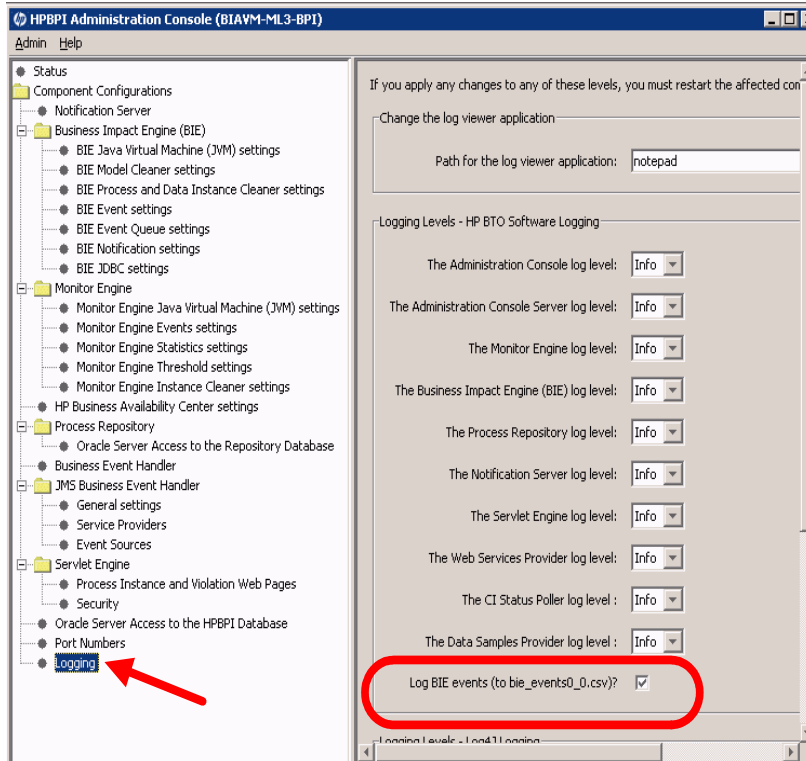 HPBPI Administration Console (BIAVM-ML3-BPI)
Admin Help
Status
Component Configurations
Notification Server
Business Impact Engine (BIE)
BIE Java Virtual Machine (JVM) settings
BIE Model Cleaner settings
BIE Process and Data Instance Cleaner settings
BIE Event settings
BIE Event Queue settings
BIE Notification settings
BIE JDBC settings
Monitor Engine
Monitor Engine Java Virtual Machine (JVM) settings
Monitor Engine Events settings
Monitor Engine Statistics settings
Monitor Engine Threshold settings
Monitor Engine Instance Cleaner settings
HP Business Availability Center settings
Process Repository
Oracle Server Access to the Repository Database
Business Event Handler
JMS Business Event Handler
General settings
Service Providers
Event Sources
Servlet Engine
Process Instance and Violation Web Pages
Security
Oracle Server Access to the HPBPI Database
Port Numbers
Logging
If you apply any changes to any of these levels, you must restart the affected con
Change the log viewer application
Path for the log viewer application: notepad
Logging Levels - HP BTO Software Logging
The Administration Console log level: Info
The Administration Console Server log level: Info
The Monitor Engine log level: Info
The Business Impact Engine (BIE) log level: Info
The Process Repository log level: Info
The Notification Server log level: Info
The Servlet Engine log level: Info
The Web Services Provider log level: Info
The CI Status Poller log level : Info
The Data Samples Provider log level : Info
Log BIE events (to bie_events0_0.csv)?
Logging Levels - Log4J Logging